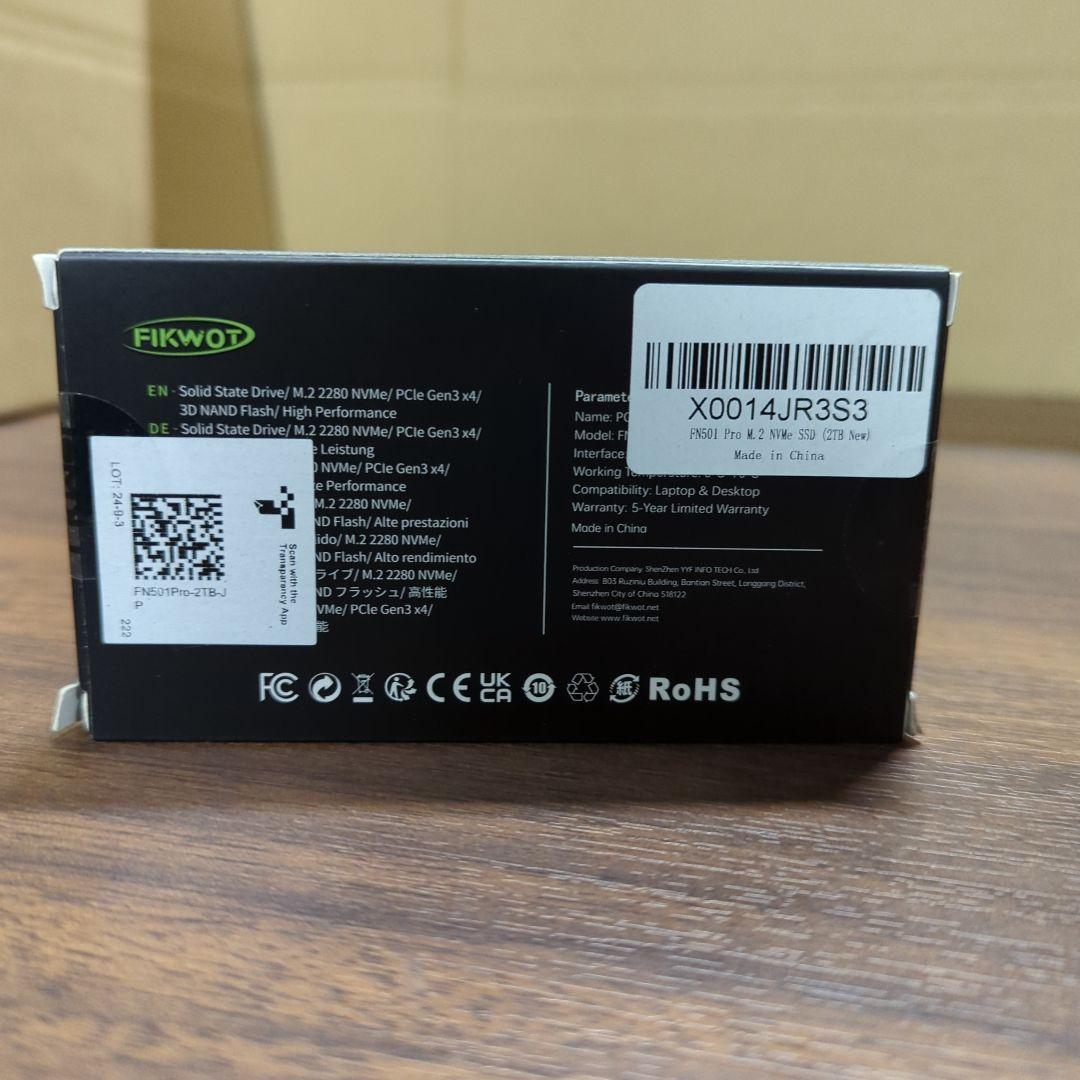 FIKWOT
EN - Solid State Drive/ M.2 2280 NVMe/ PCIe Gen3 x4/
3D NAND Flash/ High Performance
DE - Solid State Drive/ M.2 2280 NVMe/ PCIe Gen3 x4/
e Leistung
NVMe/ PCIe Gen3 x4/
te Performance
M.2 2280 NVMe/
ND Flash/ Alte prestazioni
ido/ M.2 2280 NVMe/
ND Flash/ Alto rendimiento
ライブ/ M.2 2280 NVMe/
ND フラッシュ/ 高性能
VMe/ PCIe Gen3 x4/
能
LOT: 24-9-3
FN501Pro-2TB-J
P
222
Scan with the
Transparency App
X0014JR3S3
FN501 Pro M.2 NVMe SSD (2TB New)
Made in China
Paramete
Name: PC
Model: FN
Interface:
Working
Compatibility: Laptop & Desktop
Warranty: 5-Year Limited Warranty
Made in China
Production Company: ShenZhen YYF INFO TECH Co., Ltd
Address: 803 Ruziniu Building, Bantian Street, Longgang District,
Shenzhen City of China 518122
Email fikwot@fikwot.net
Website:www.fikwot.net
FC CE UK CA 10 紙 RoHS